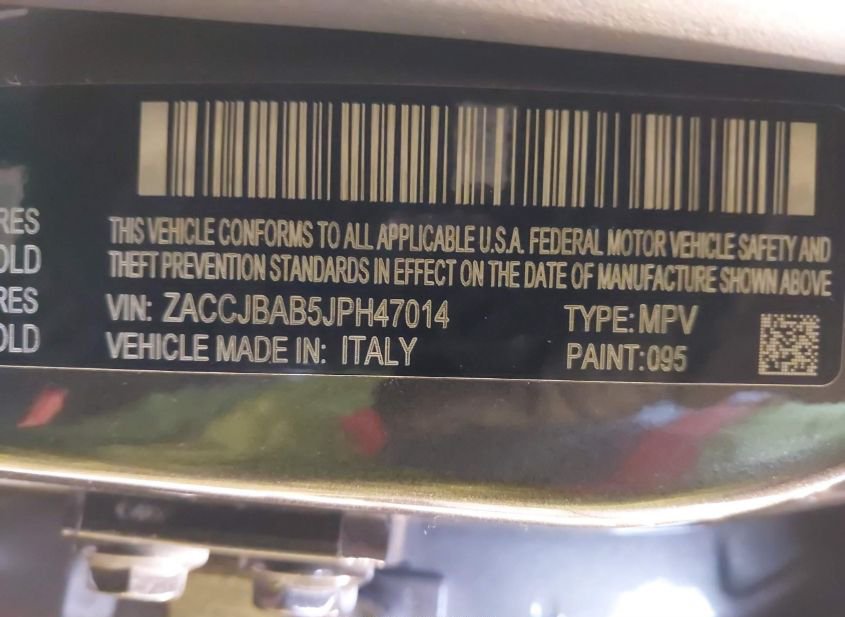 THIS VEHICLE CONFORMS TO ALL APPLICABLE U.S.A. FEDERAL MOTOR VEHICLE SAFETY AND
THEFT PREVENTION STANDARDS IN EFFECT ON THE DATE OF MANUFACTURE SHOWN ABOVE
RES
OLD
RES
OLD
VIN: ZACCJBAB5JPH47014
TYPE: MPV
VEHICLE MADE IN: ITALY
PAINT: 095